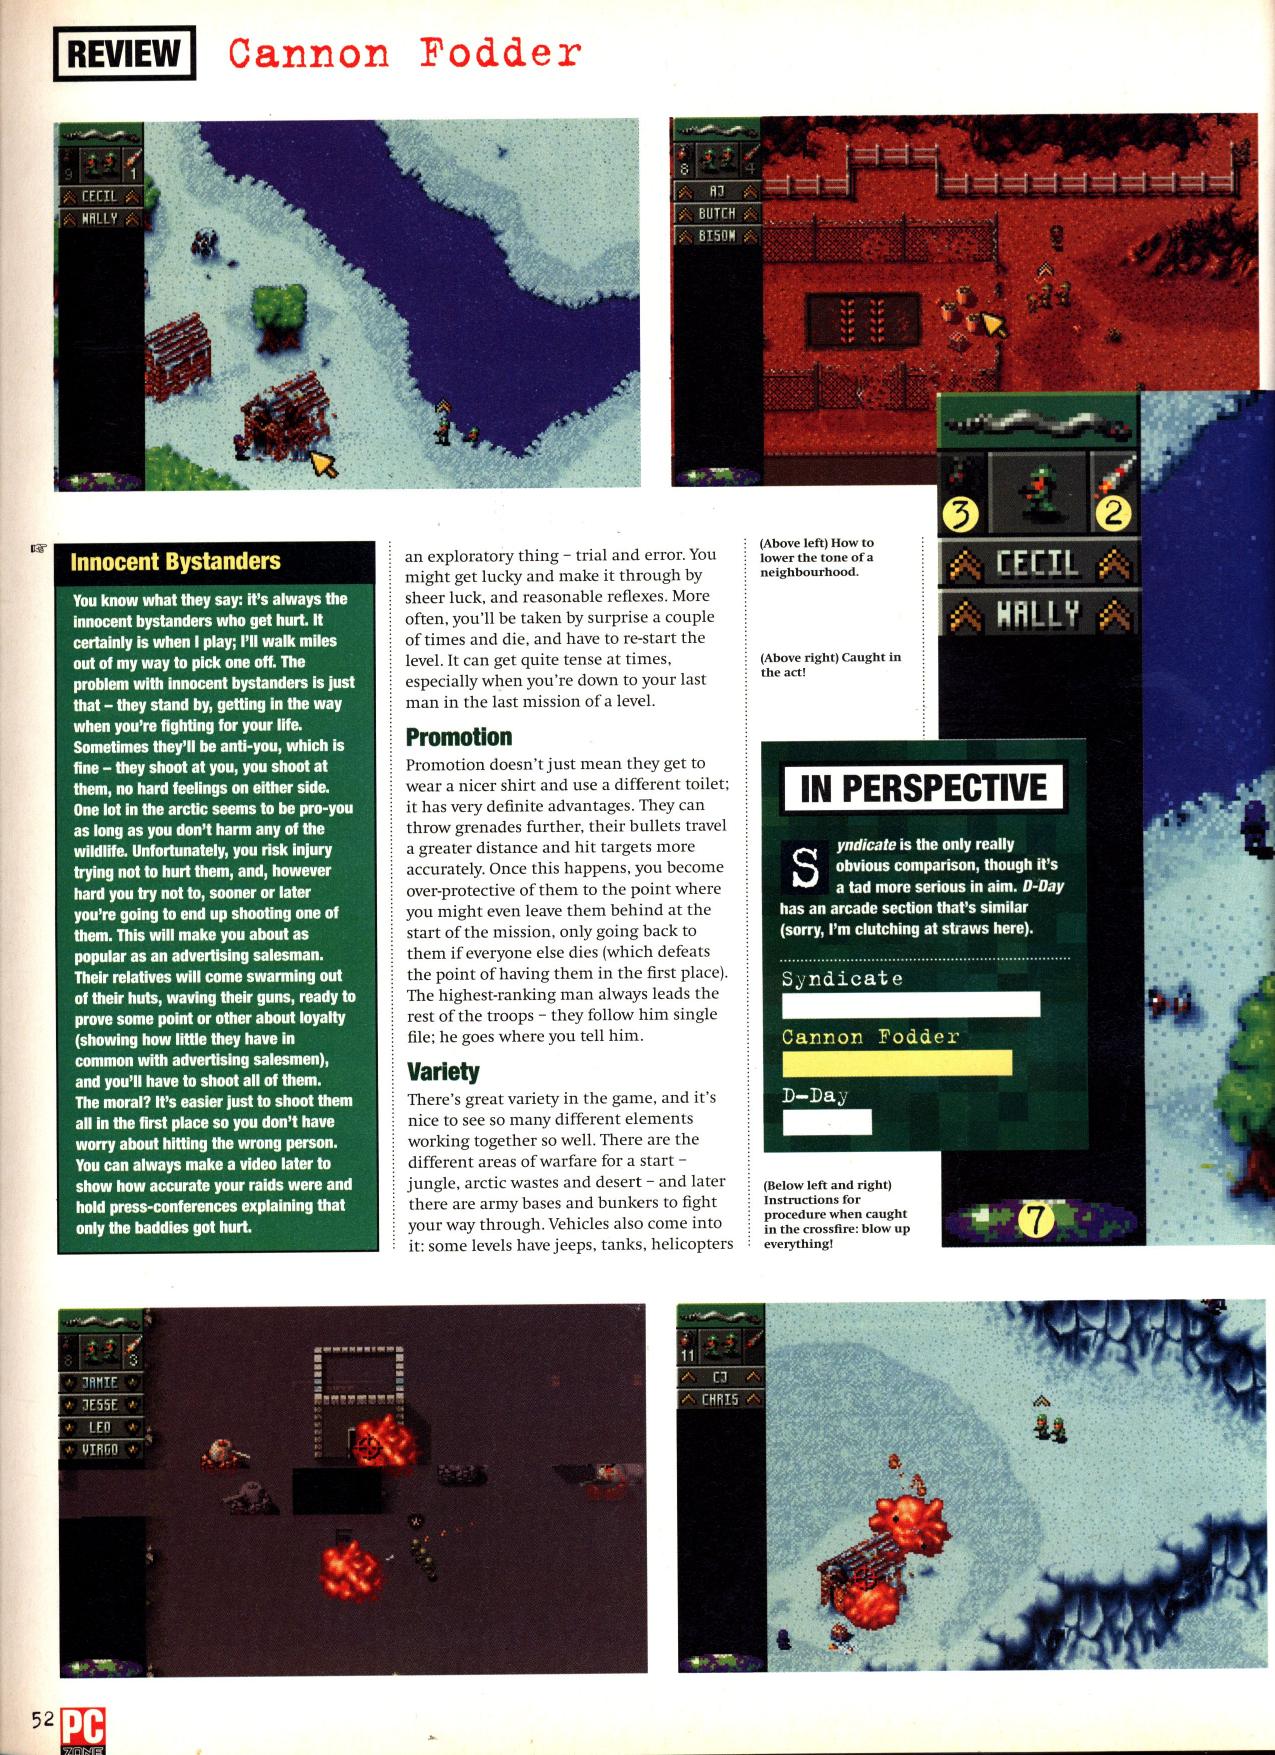 REVIEW Cannon Fodder
9 1
CECIL
WALLY
8 4
AJ
BUTCH
BISON
Innocent Bystanders
You know what they say: it's always the
innocent bystanders who get hurt. It
certainly is when I play; I'll walk miles
out of my way to pick one off. The
problem with innocent bystanders is just
that – they stand by, getting in the way
when you're fighting for your life.
Sometimes they'll be anti-you, which is
fine – they shoot at you, you shoot at
them, no hard feelings on either side.
One lot in the arctic seems to be pro-you
as long as you don't harm any of the
wildlife. Unfortunately, you risk injury
trying not to hurt them, and, however
hard you try not to, sooner or later
you're going to end up shooting one of
them. This will make you about as
popular as an advertising salesman.
Their relatives will come swarming out
of their huts, waving their guns, ready to
prove some point or other about loyalty
(showing how little they have in
common with advertising salesmen),
and you'll have to shoot all of them.
The moral? It's easier just to shoot them
all in the first place so you don't have
worry about hitting the wrong person.
You can always make a video later to
show how accurate your raids were and
hold press-conferences explaining that
only the baddies got hurt.
an exploratory thing – trial and error. You
might get lucky and make it through by
sheer luck, and reasonable reflexes. More
often, you'll be taken by surprise a couple
of times and die, and have to re-start the
level. It can get quite tense at times,
especially when you're down to your last
man in the last mission of a level.
Promotion
Promotion doesn't just mean they get to
wear a nicer shirt and use a different toilet;
it has very definite advantages. They can
throw grenades further, their bullets travel
a greater distance and hit targets more
accurately. Once this happens, you become
over-protective of them to the point where
you might even leave them behind at the
start of the mission, only going back to
them if everyone else dies (which defeats
the point of having them in the first place).
The highest-ranking man always leads the
rest of the troops – they follow him single
file; he goes where you tell him.
Variety
There's great variety in the game, and it's
nice to see so many different elements
working together so well. There are the
different areas of warfare for a start –
jungle, arctic wastes and desert – and later
there are army bases and bunkers to fight
your way through. Vehicles also come into
it: some levels have jeeps, tanks, helicopters
(Above left) How to
lower the tone of a
neighbourhood.
(Above right) Caught in
the act!
3 2
CECIL
WALLY
IN PERSPECTIVE
Syndicate is the only really
obvious comparison, though it's
a tad more serious in aim. D-Day
has an arcade section that's similar
(sorry, I'm clutching at straws here).
Syndicate
Cannon Fodder
D-Day
7
(Below left and right)
Instructions for
procedure when caught
in the crossfire: blow up
everything!
8 3
JAMIE
JESSE
LEO
VIRGO
11
CJ
CHRIS
52 PC
ZONE